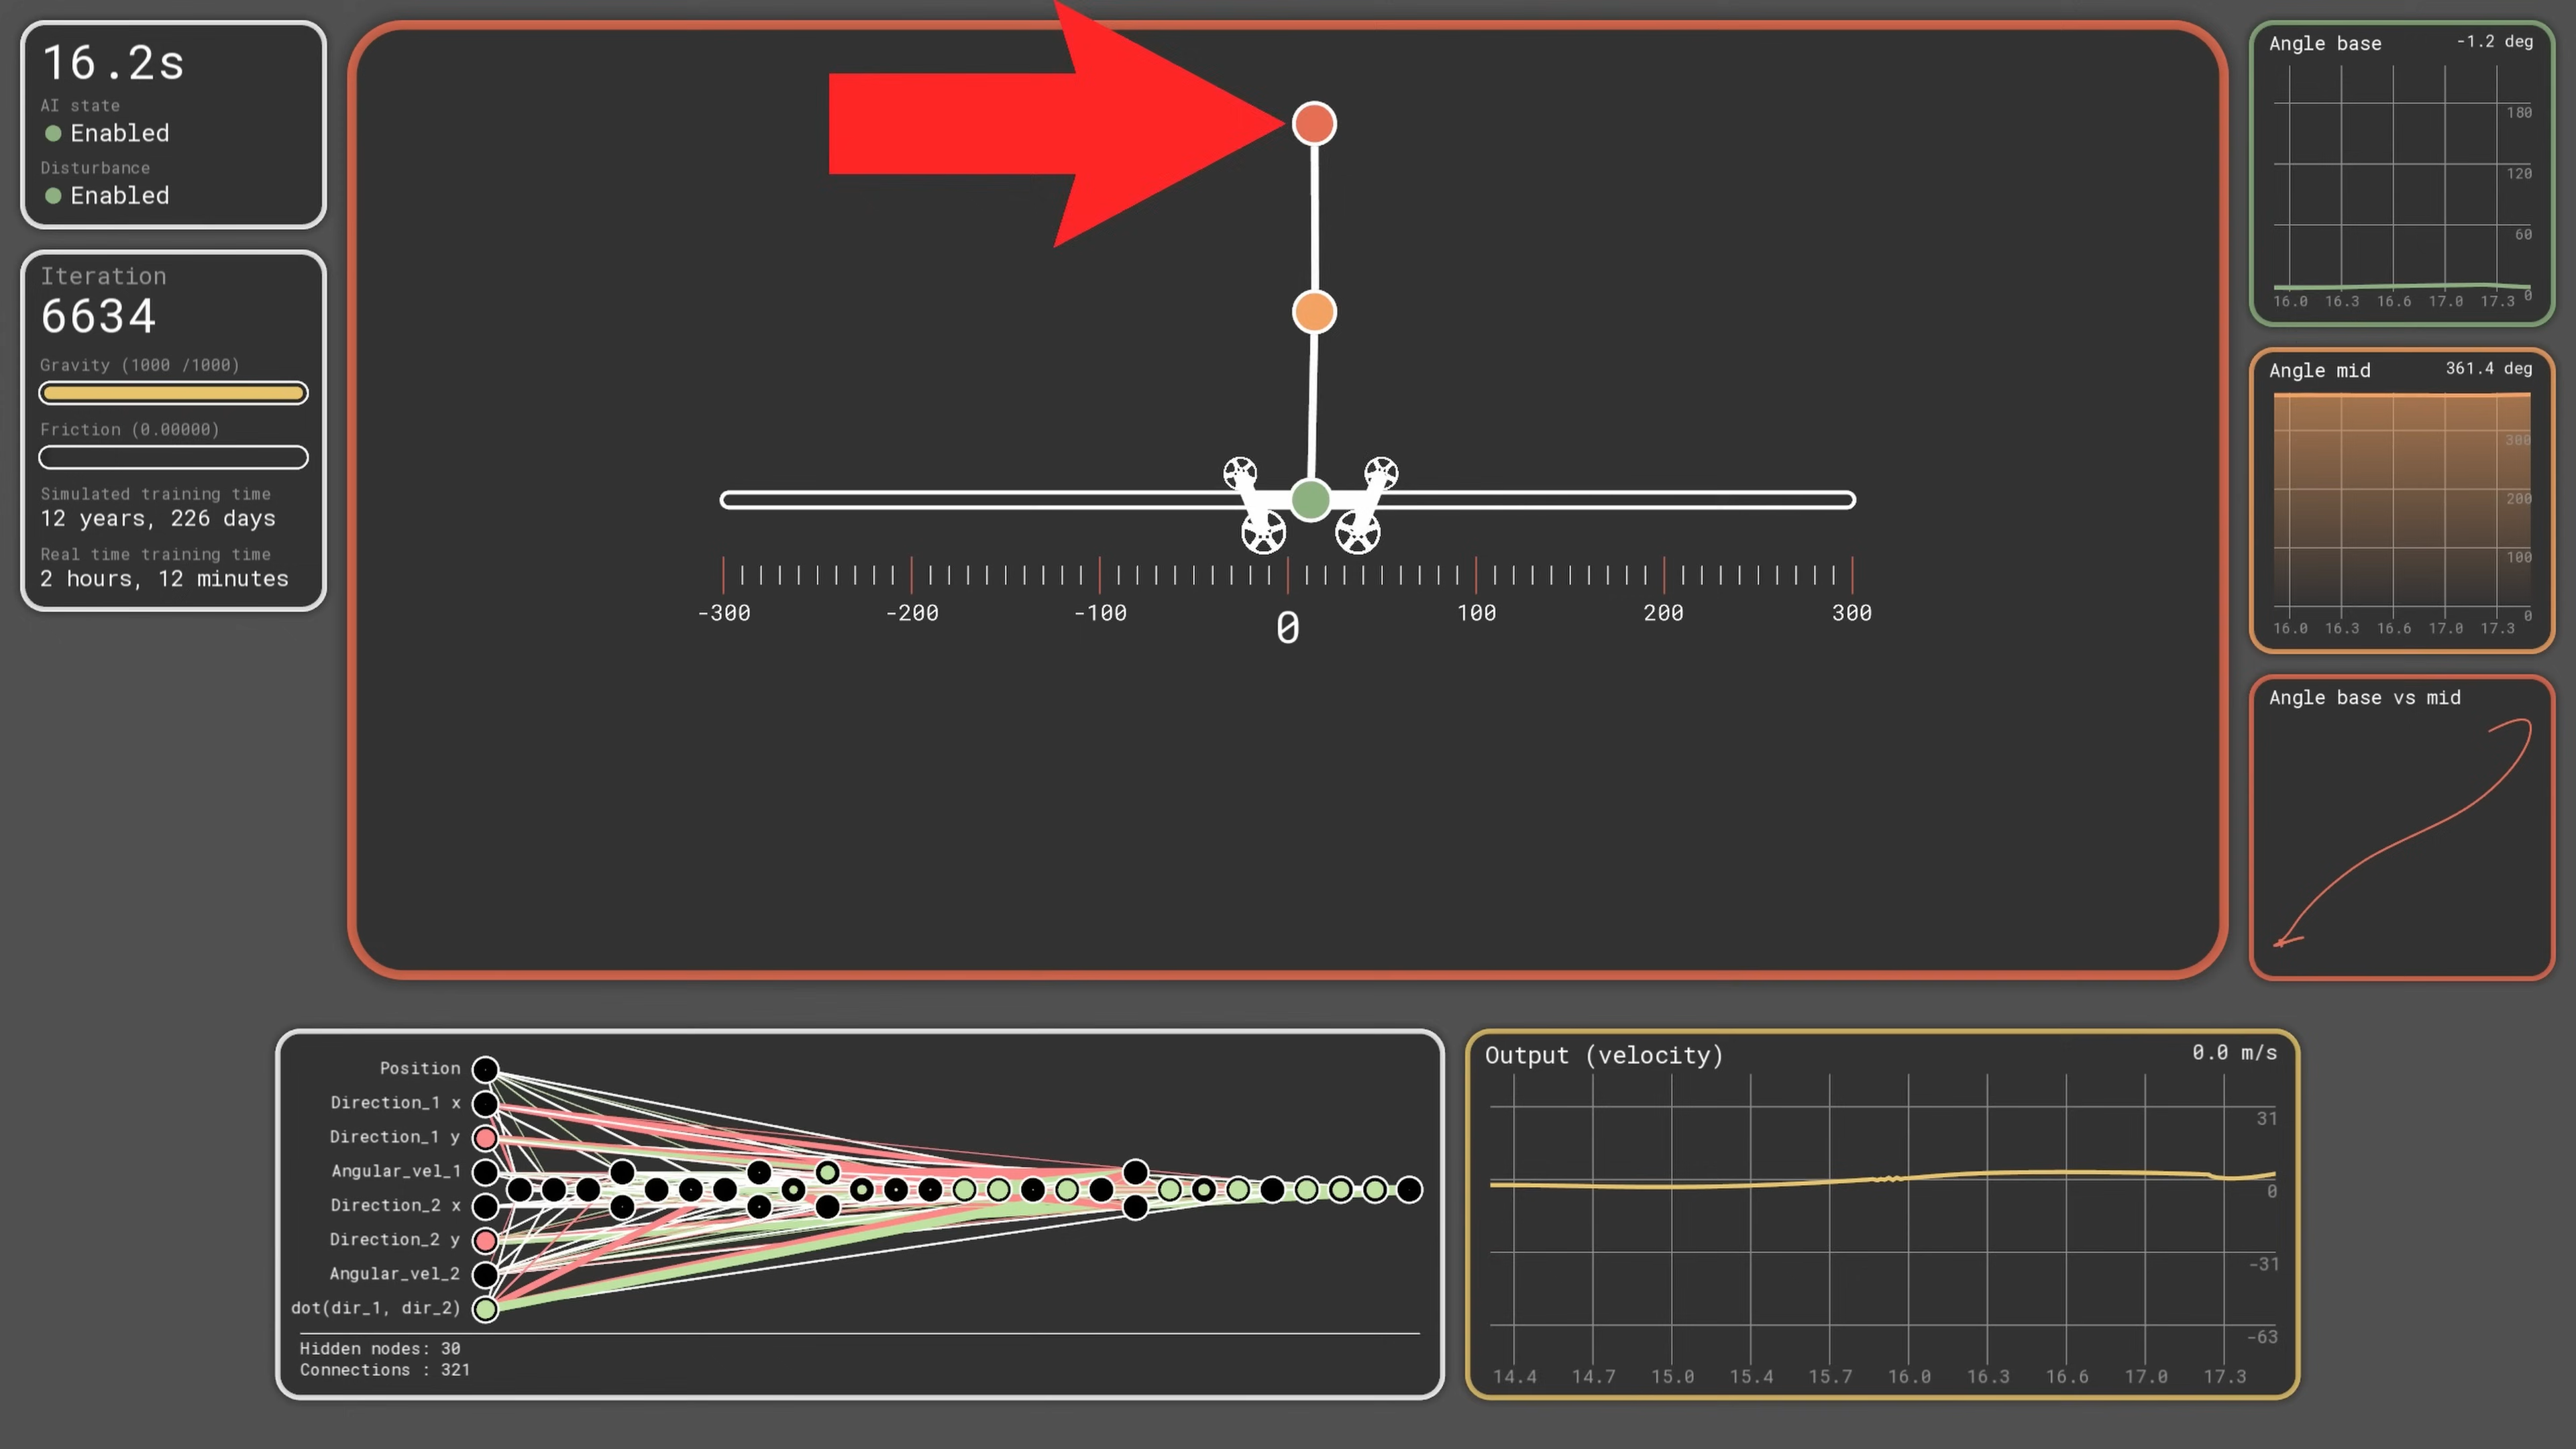 16.2s
AI state
Enabled
Disturbance
Enabled
Iteration
6634
Gravity (1000 /1000)
Friction (0.00000)
Simulated training time
12 years, 226 days
Real time training time
2 hours, 12 minutes
-300 -200 -100 0 100 200 300
Angle base -1.2 deg
180
120
60
0
16.0 16.3 16.6 17.0 17.3
Angle mid 361.4 deg
300
200
100
0
16.0 16.3 16.6 17.0 17.3
Angle base vs mid
Position
Direction_1 x
Direction_1 y
Angular_vel_1
Direction_2 x
Direction_2 y
Angular_vel_2
dot(dir_1, dir_2)
Hidden nodes: 30
Connections : 321
Output (velocity) 0.0 m/s
31
0
-31
-63
14.4 14.7 15.0 15.4 15.7 16.0 16.3 16.6 17.0 17.3